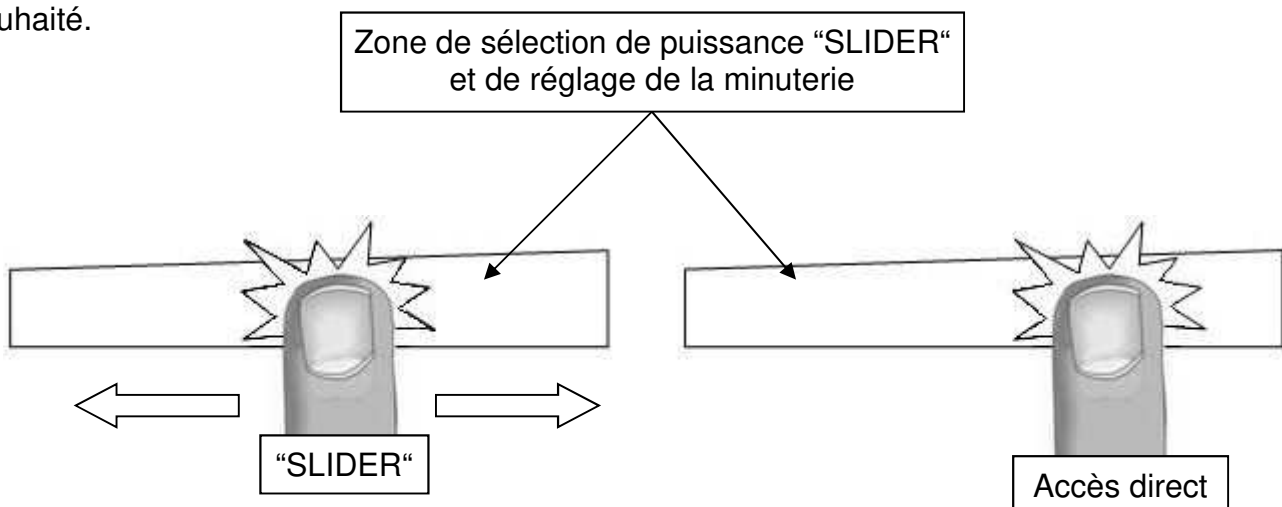 uhaité.
Zone de sélection de puissance “SLIDER“
et de réglage de la minuterie
“SLIDER“
Accès direct